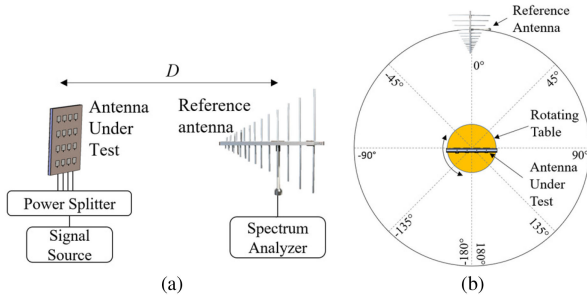 D
Antenna
Under
Test
Reference
antenna
Power Splitter
Signal
Source
Spectrum
Analyzer
(a)
Reference
Antenna
0°
-45°
45°
Rotating
Table
-90°
90°
Antenna
Under
Test
-135°
135°
-180°
180°
(b)